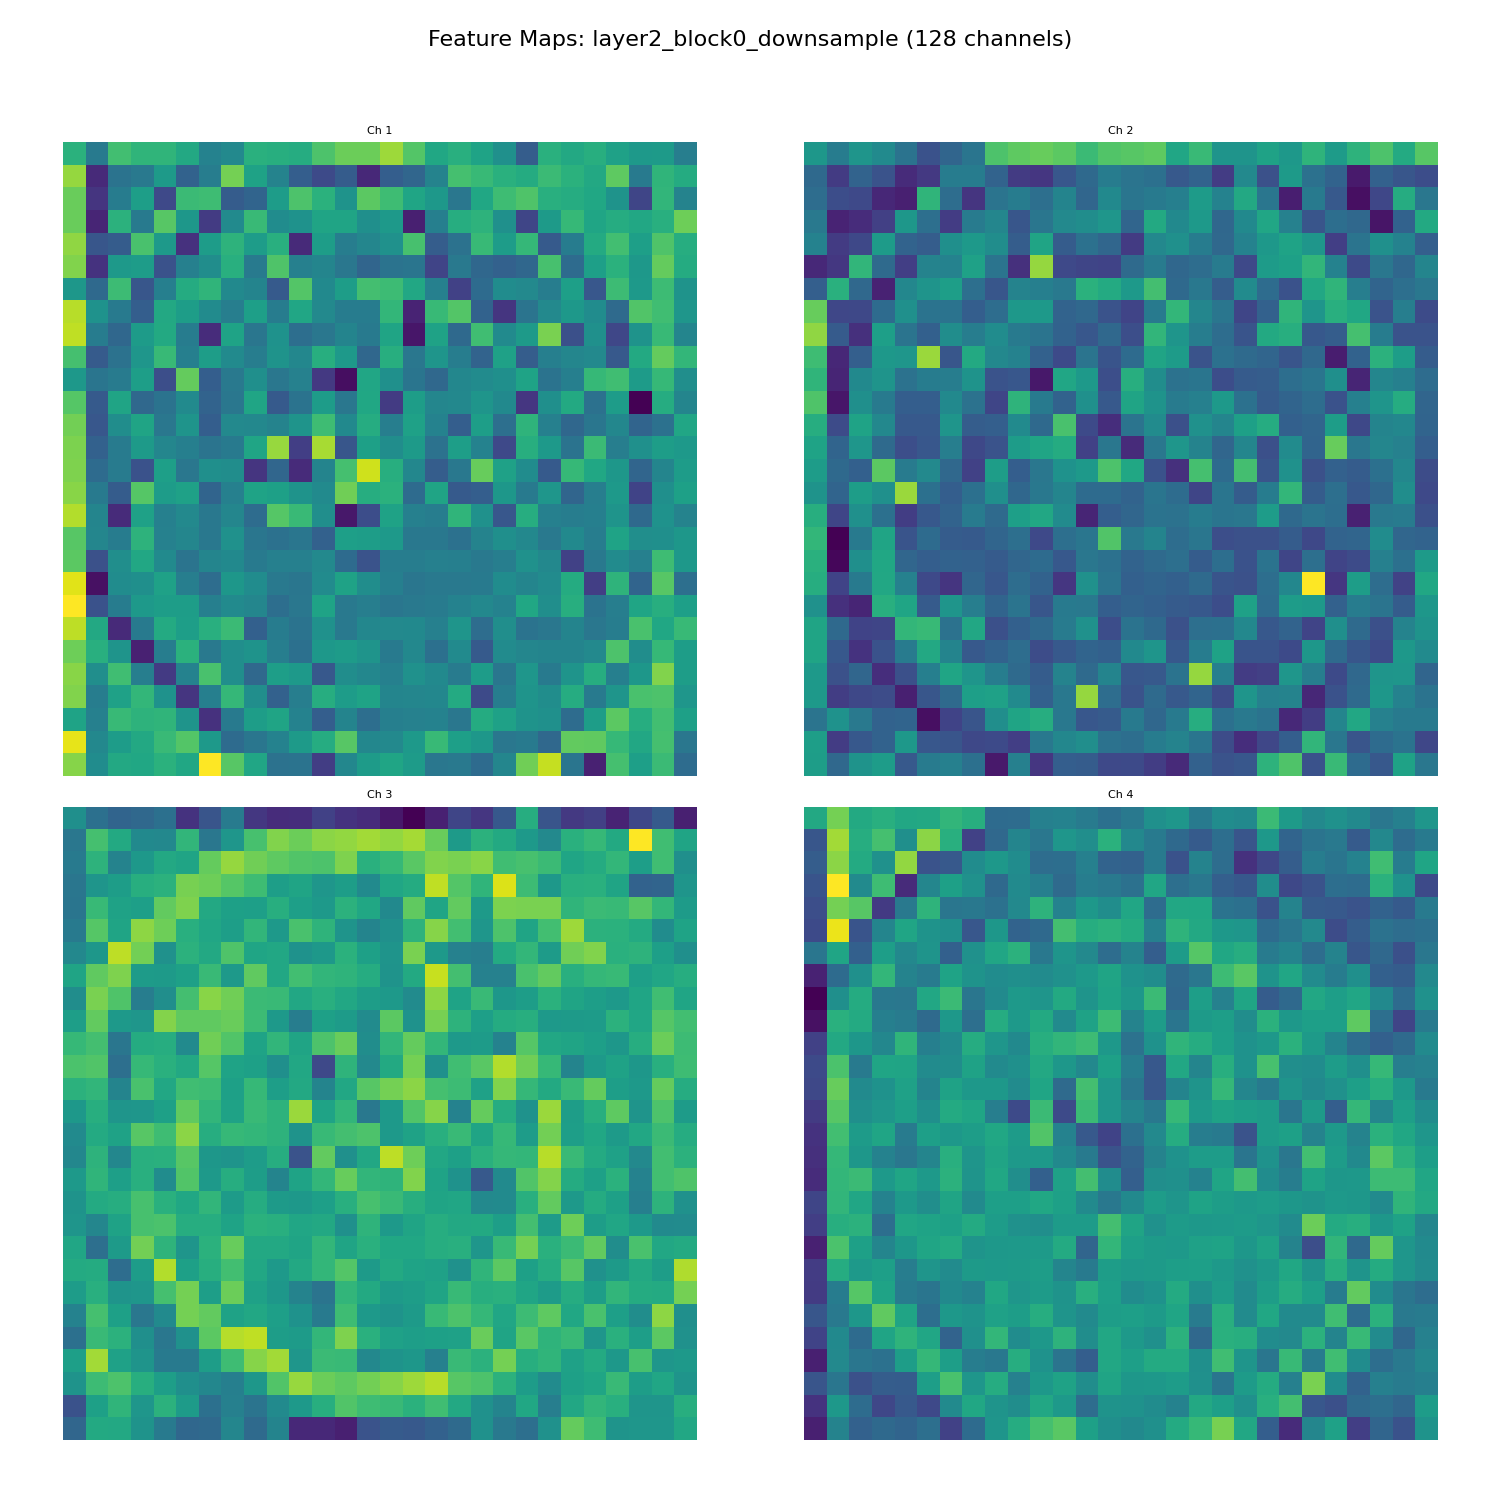 Feature Maps: layer2_block0_downsample (128 channels)
Ch 1
Ch 2
Ch 3
Ch 4